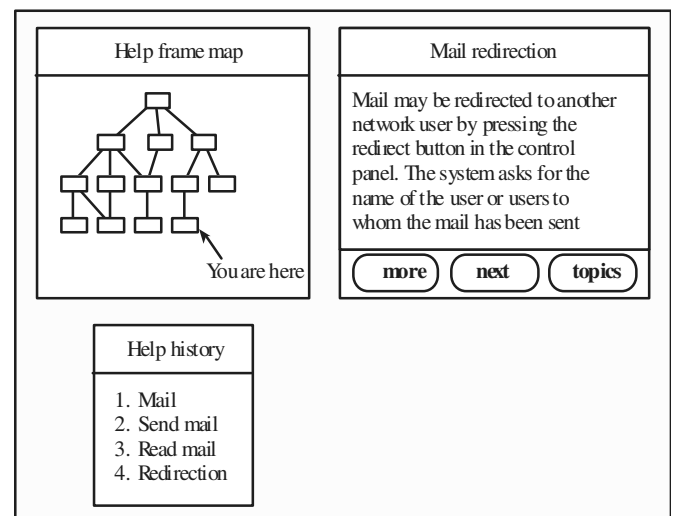 Help frame map
You are here
Mail redirection
Mail may be redirected to another
network user by pressing the
redirect button in the control
panel. The system asks for the
name of the user or users to
whom the mail has been sent
more next topics
Help history
1. Mail
2. Send mail
3. Read mail
4. Redirection